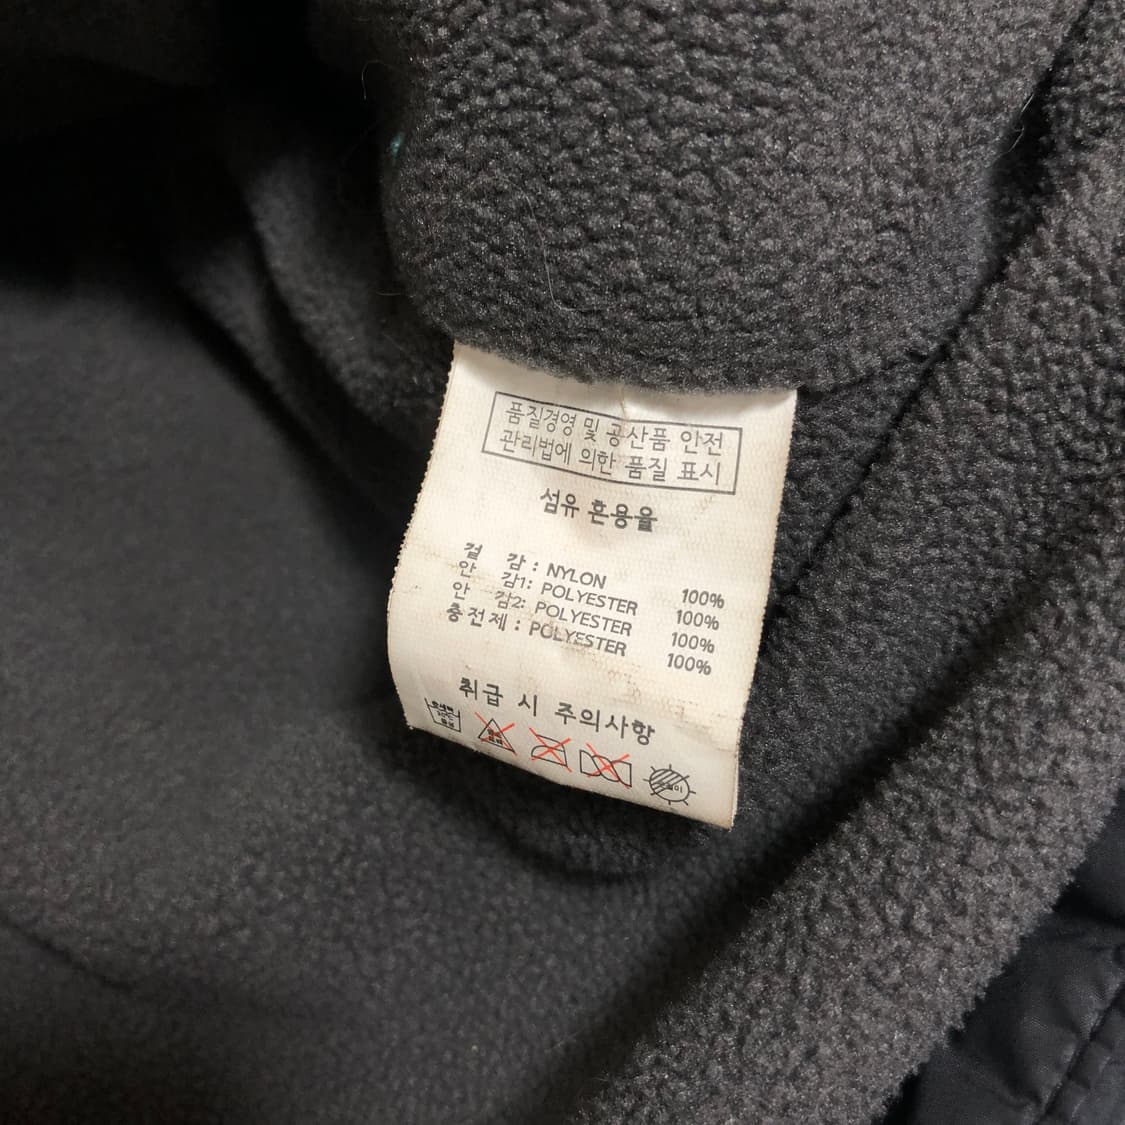 품질경영 및 공산품 안전
관리법에 의한 품질 표시
섬유 혼용율
겉 감 : NYLON 100%
안 감1: POLYESTER 100%
안 감2: POLYESTER 100%
충전제 : POLYESTER 100%
취급 시 주의사항